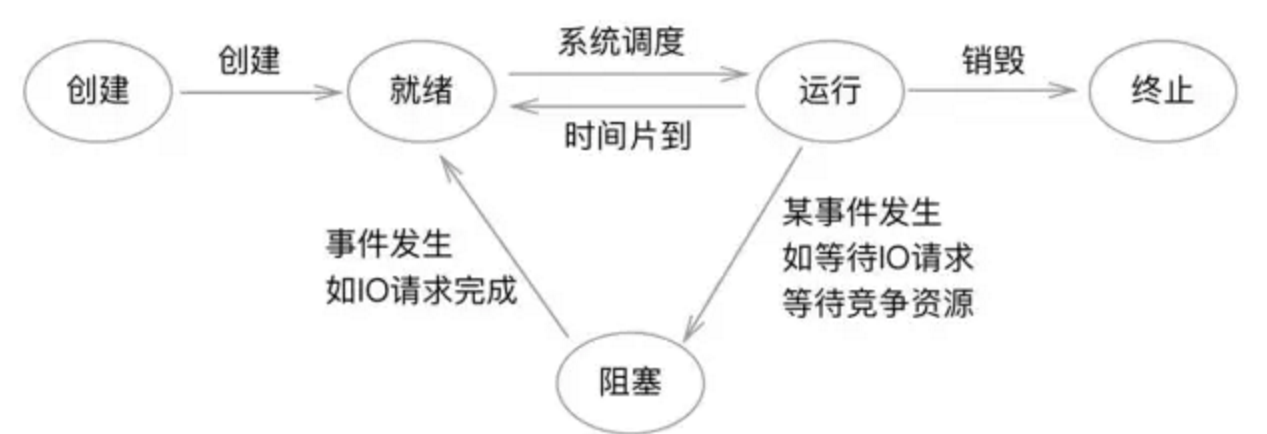 创建
创建
就绪
系统调度
时间片到
运行
销毁
终止
事件发生
如IO请求完成
某事件发生
如等待IO请求
等待竞争资源
阻塞